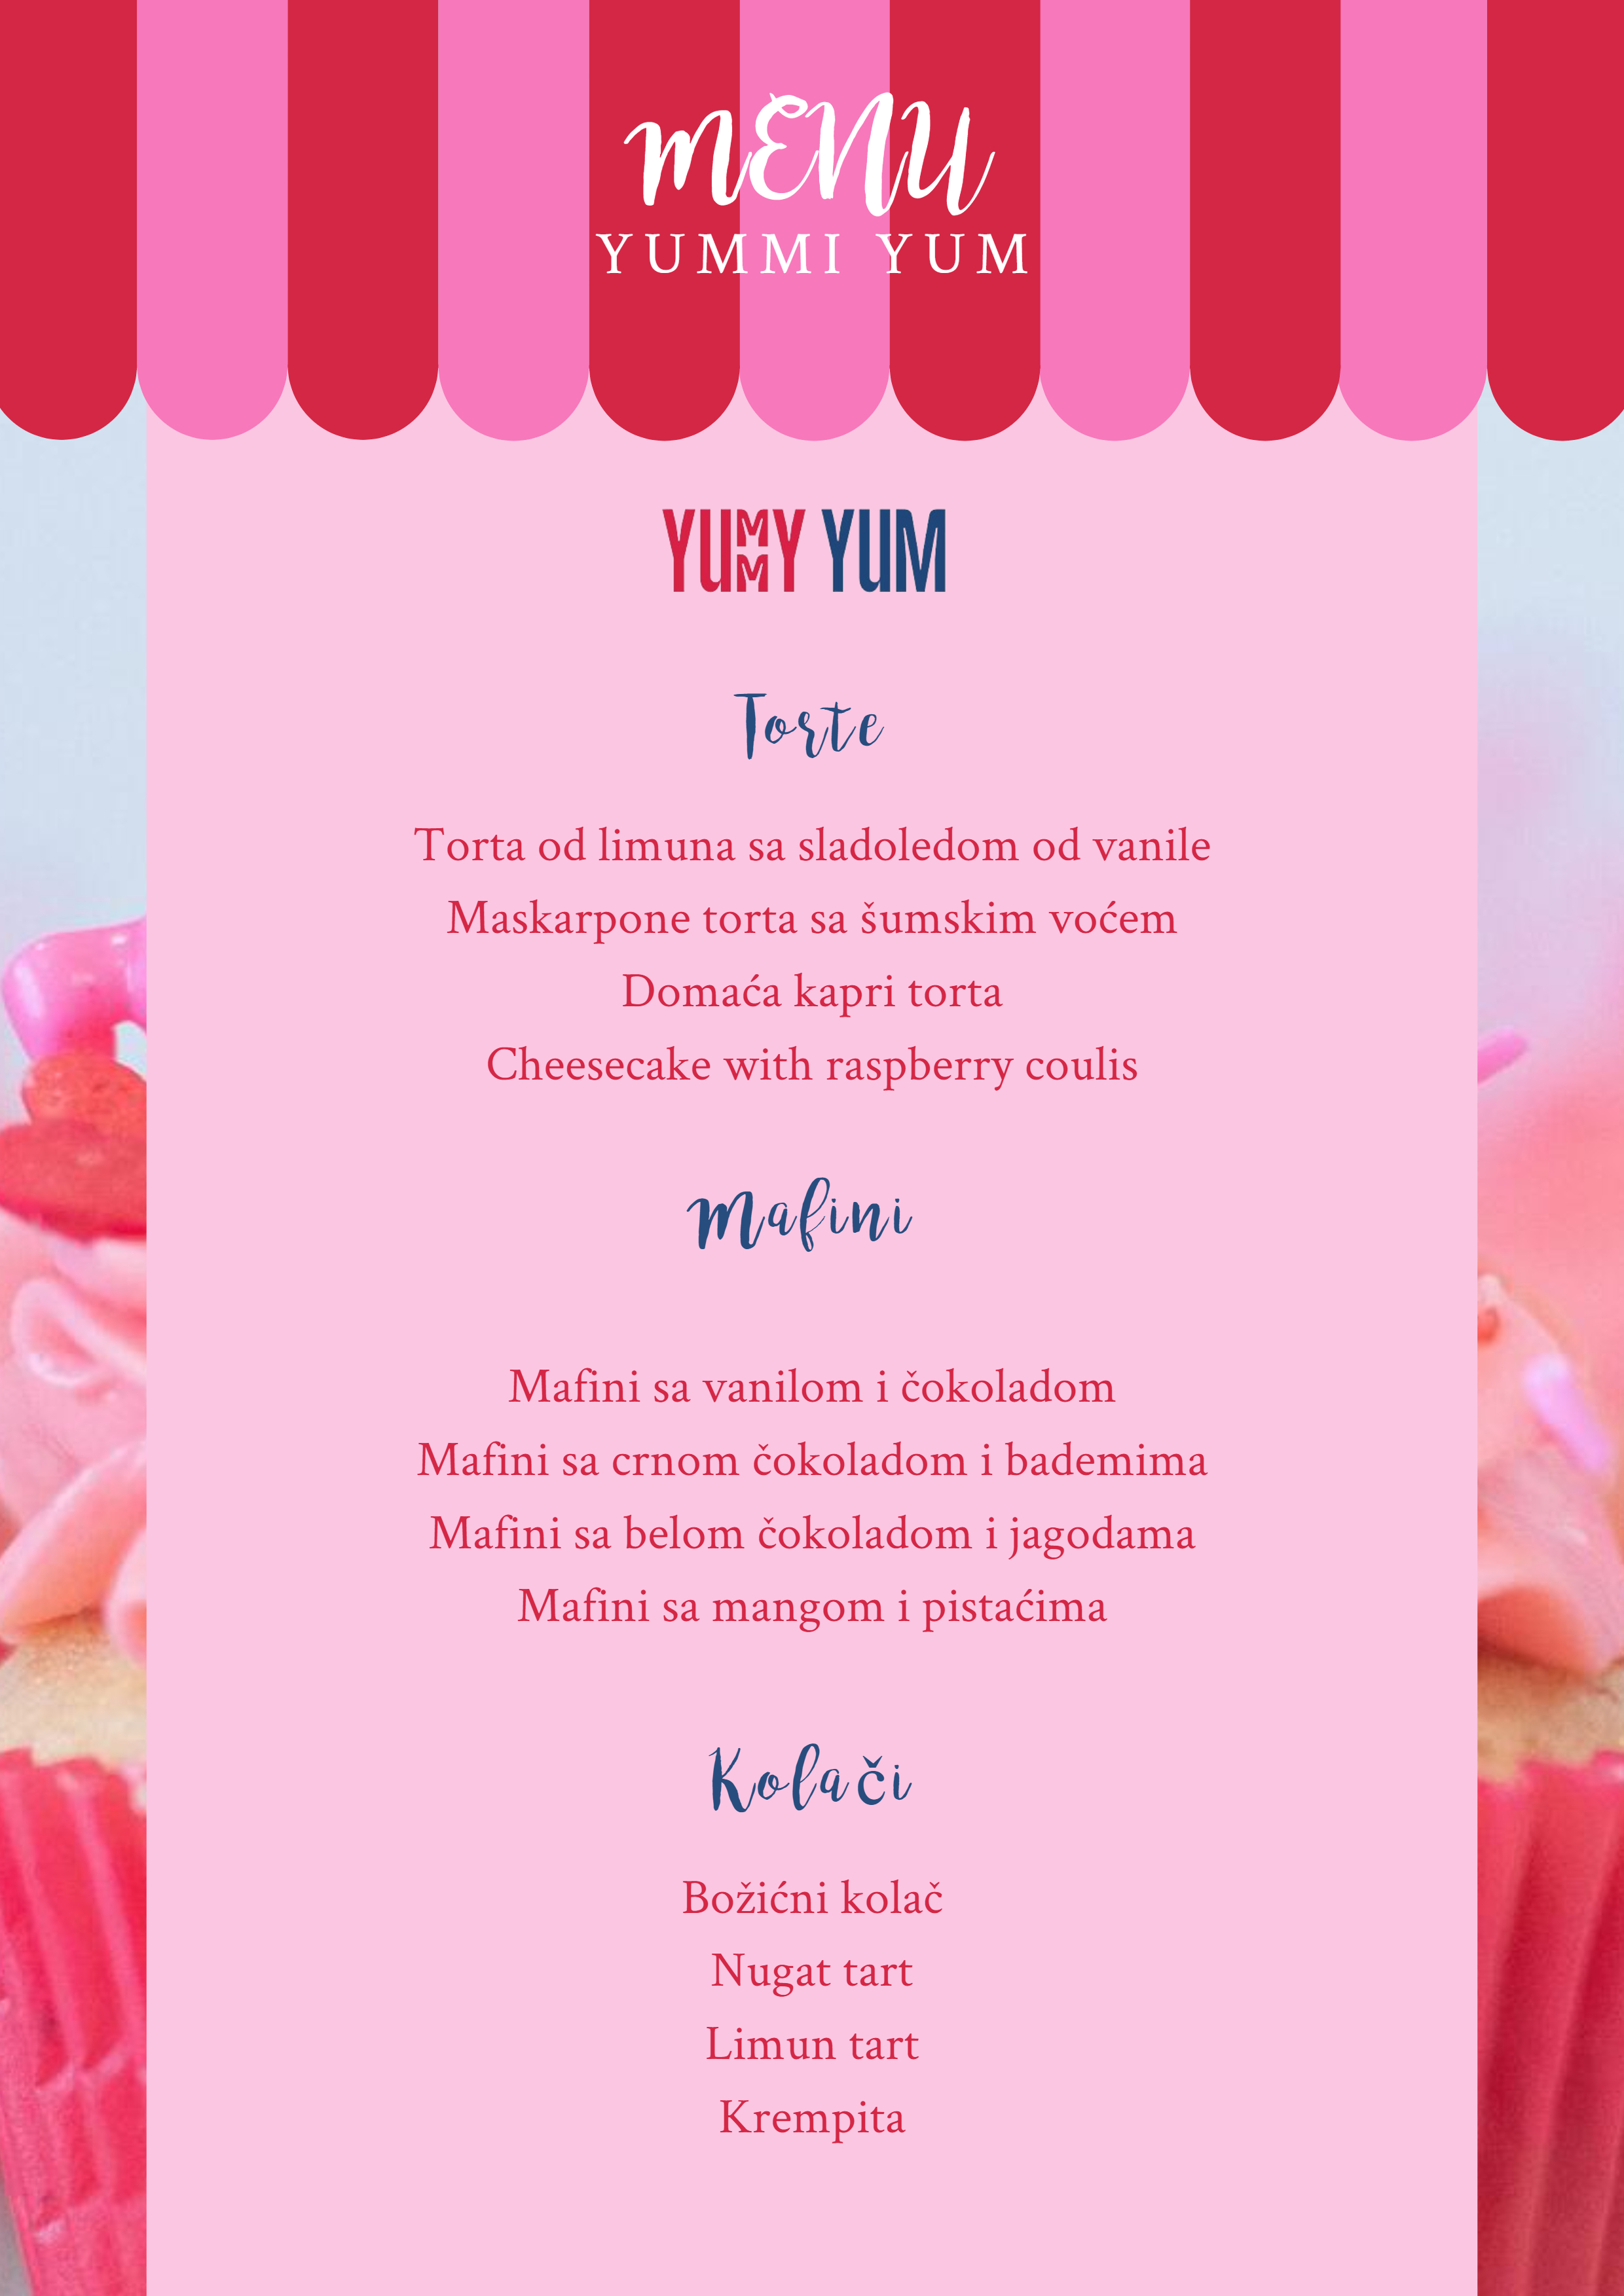 MENU
YUMMI YUM
YUMMY YUM
Torte
Torta od limuna sa sladoledom od vanile
Maskarpone torta sa šumskim voćem
Domaća kapri torta
Cheesecake with raspberry coulis
Mafini
Mafini sa vanilom i čokoladom
Mafini sa crnom čokoladom i bademima
Mafini sa belom čokoladom i jagodama
Mafini sa mangom i pistaćima
Kolači
Božićni kolač
Nugat tart
Limun tart
Krempita